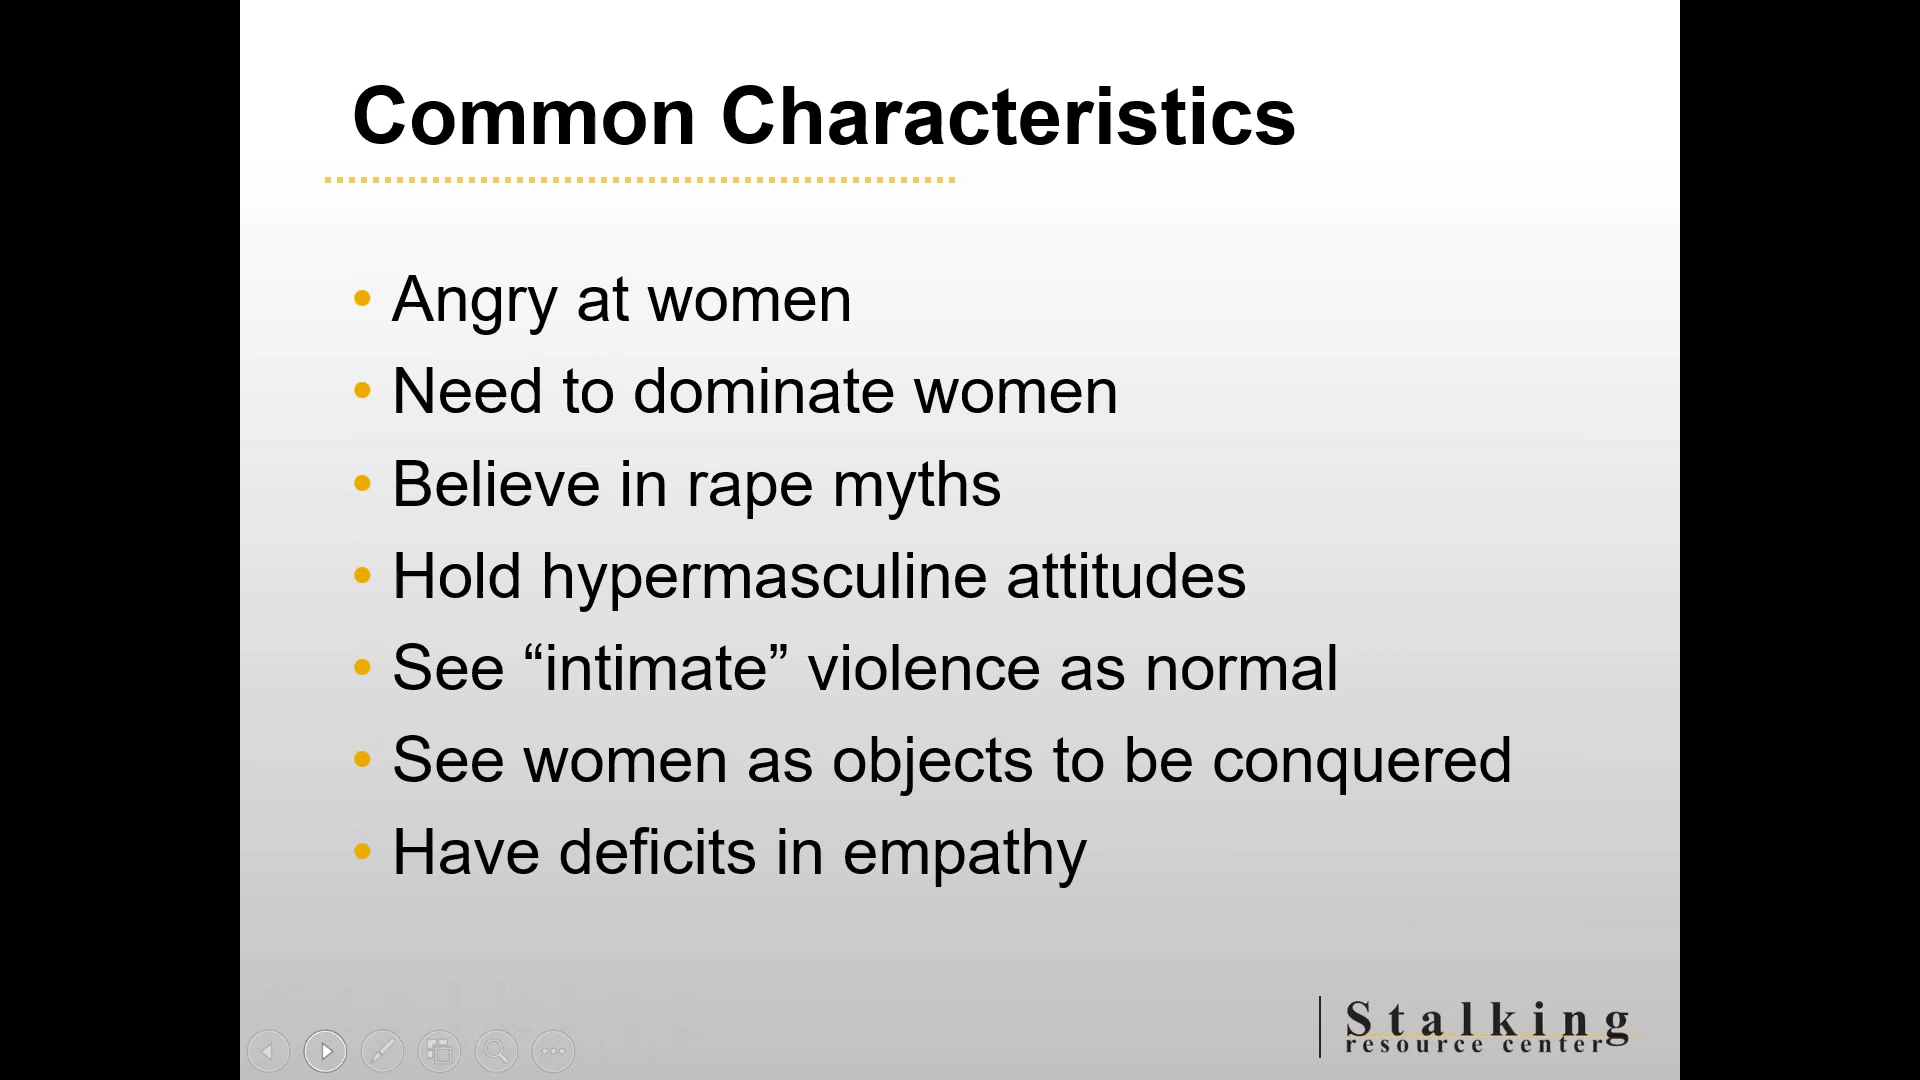 Common Characteristics
• Angry at women
• Need to dominate women
• Believe in rape myths
• Hold hypermasculine attitudes
• See “intimate” violence as normal
• See women as objects to be conquered
• Have deficits in empathy
Stalking
resource center